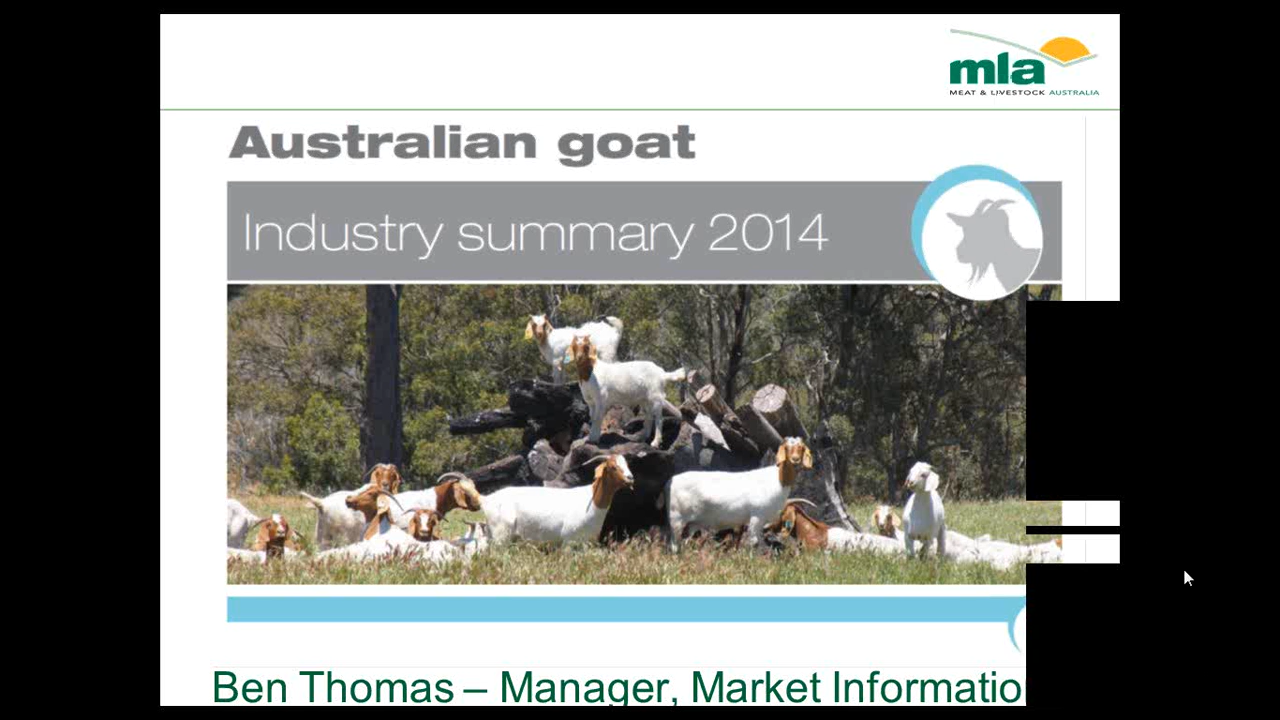 mla
MEAT & LIVESTOCK AUSTRALIA
Australian goat
Industry summary 2014
Ben Thomas – Manager, Market Informatio